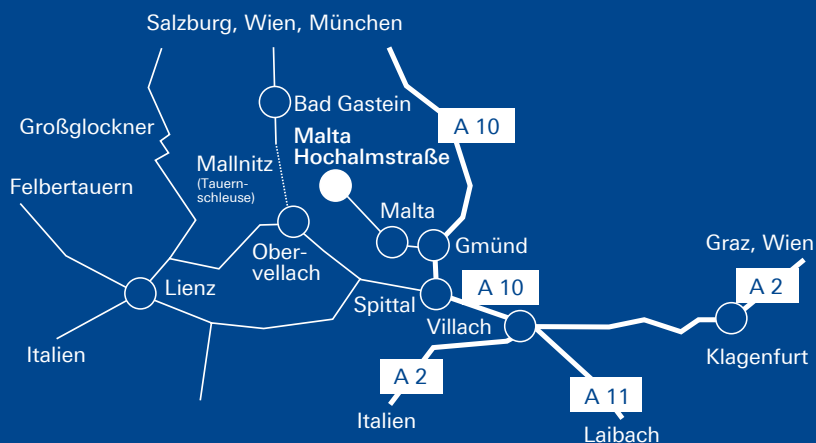 Salzburg, Wien, München
Bad Gastein
Großglockner
A 10
Malta
Hochalmstraße
Mallnitz
(Tauern-
schleuse)
Felbertauern
Malta
Ober-
vellach
Gmünd
Graz, Wien
Lienz
Spittal
A 10
A 2
Villach
Italien
Klagenfurt
A 2
A 11
Italien
Laibach